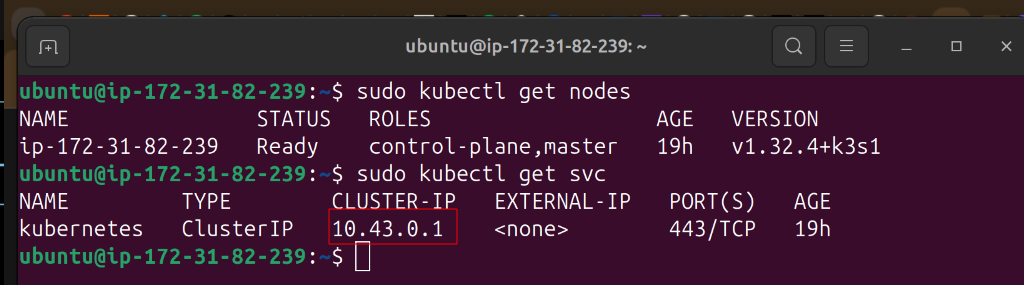 ubuntu@ip-172-31-82-239: ~
ubuntu@ip-172-31-82-239:~$ sudo kubectl get nodes
NAME STATUS ROLES AGE VERSION
ip-172-31-82-239 Ready control-plane,master 19h v1.32.4+k3s1
ubuntu@ip-172-31-82-239:~$ sudo kubectl get svc
NAME TYPE CLUSTER-IP EXTERNAL-IP PORT(S) AGE
kubernetes ClusterIP 10.43.0.1 <none> 443/TCP 19h
ubuntu@ip-172-31-82-239:~$